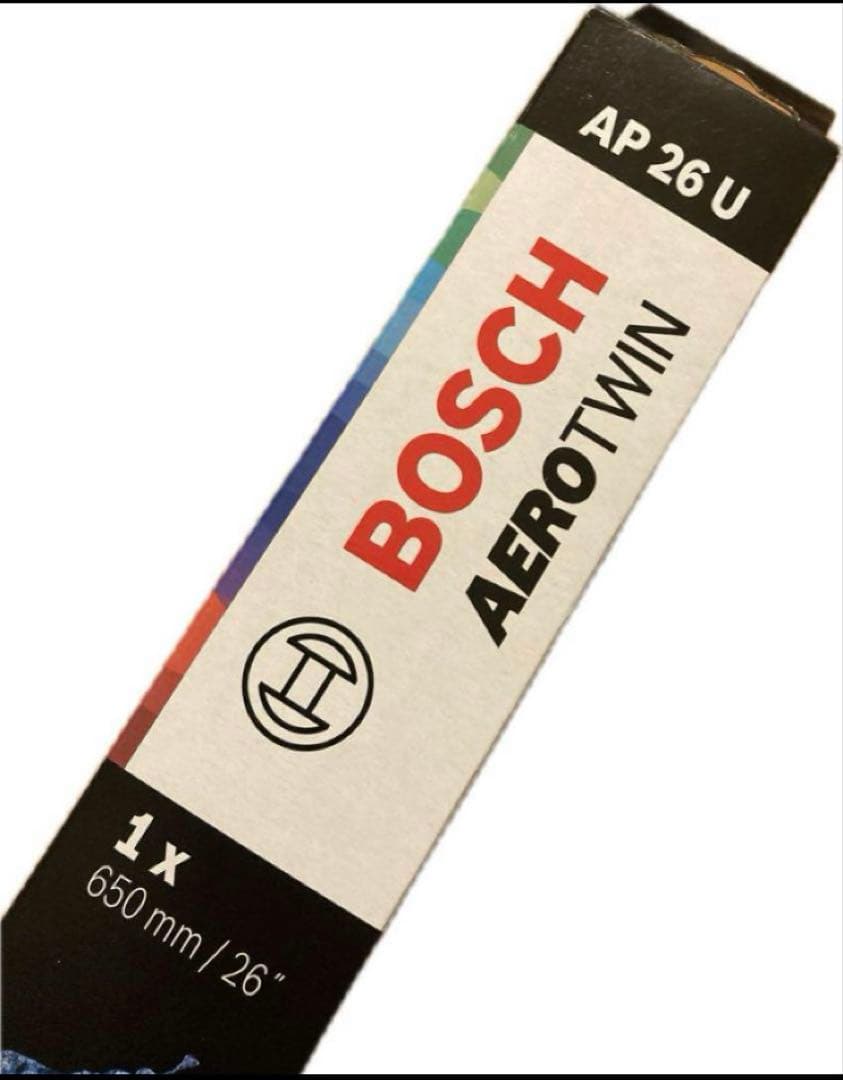 AP 26 U
BOSCH
AEROTWIN
1 x
650 mm / 26"